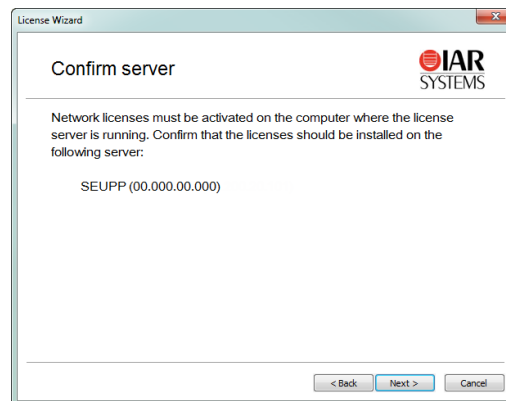 License Wizard
x
Confirm server
IAR
SYSTEMS
Network licenses must be activated on the computer where the license
server is running. Confirm that the licenses should be installed on the
following server:
SEUPP (00.000.00.000)
< Back
Next >
Cancel